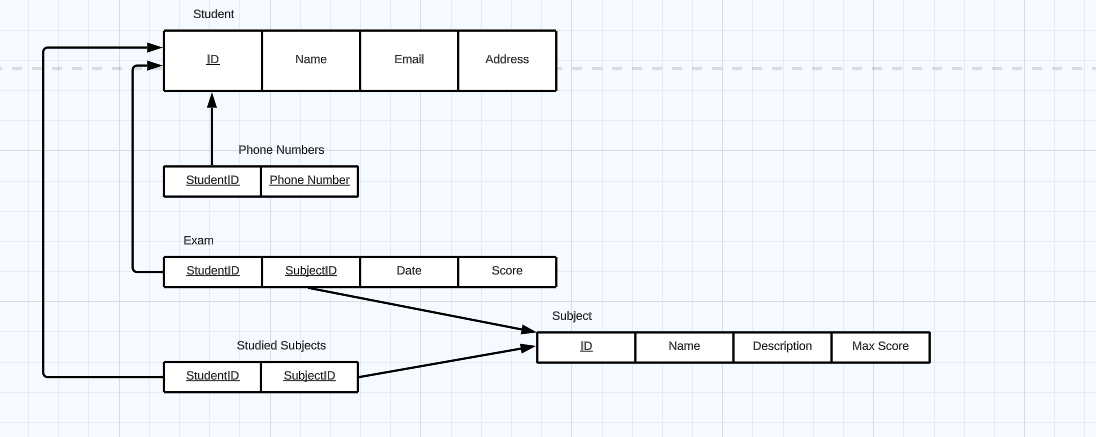 Student
ID Name Email Address
Phone Numbers
StudentID Phone Number
Exam
StudentID SubjectID Date Score
Subject
ID Name Description Max Score
Studied Subjects
StudentID SubjectID